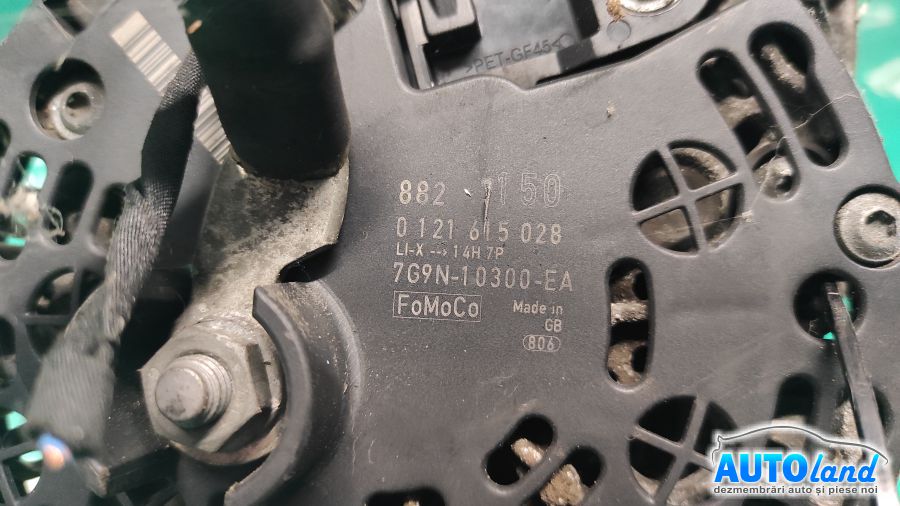 >PET-GF45<
882 1150
0 121 615 028
LI-X --> 14H 7P
7G9N-10300-EA
FoMoCo
Made in
GB
806
AUTOland
dezmembrări auto și piese noi